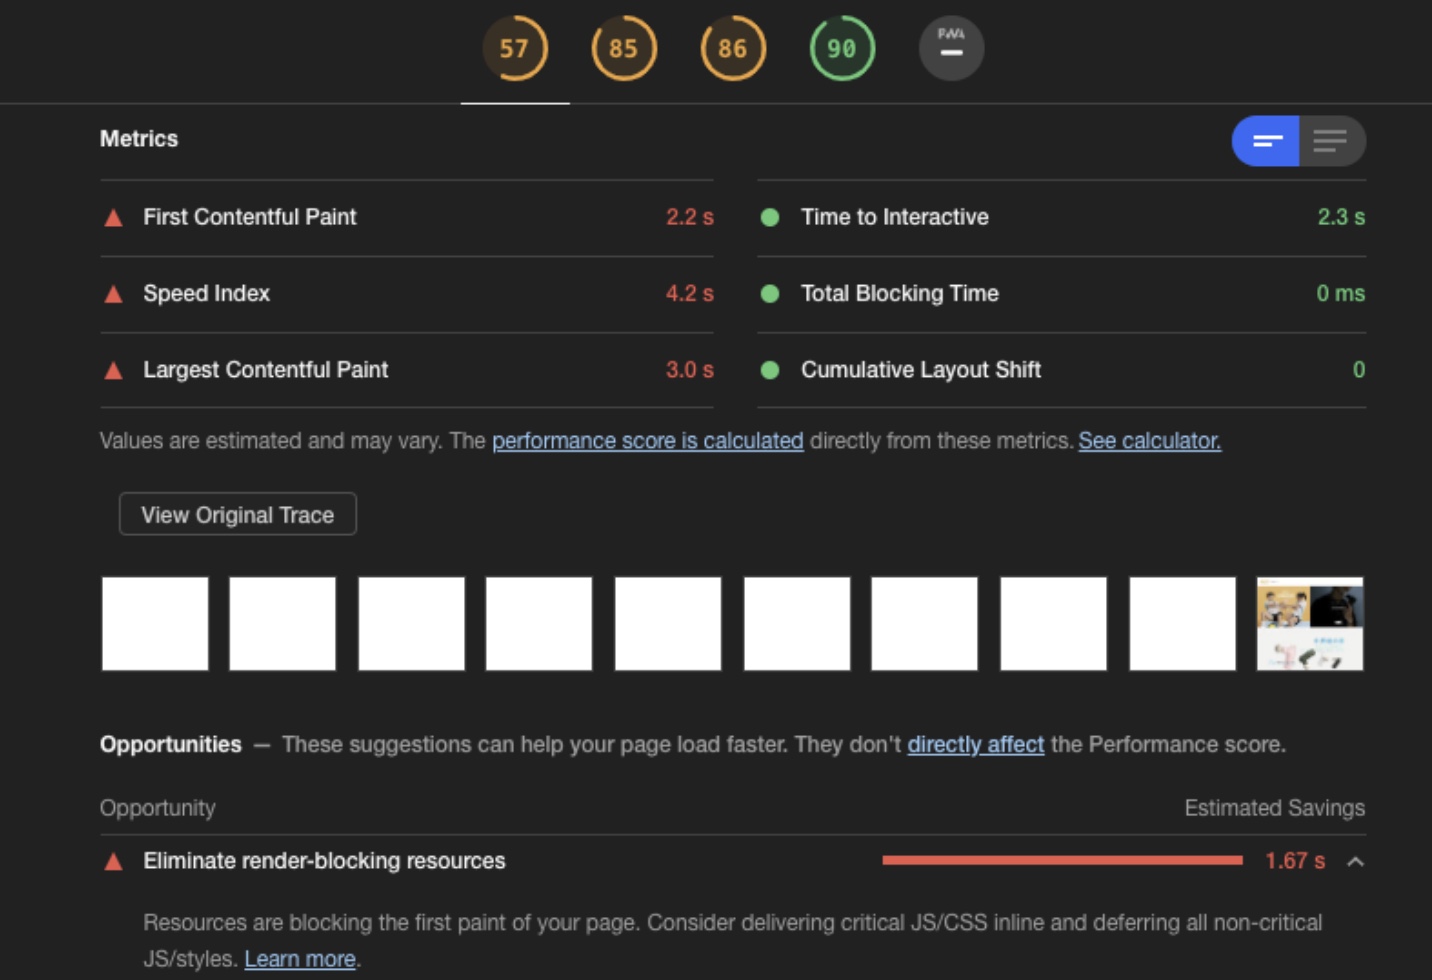 57 85 86 90 PWA
Metrics
First Contentful Paint 2.2 s
Time to Interactive 2.3 s
Speed Index 4.2 s
Total Blocking Time 0 ms
Largest Contentful Paint 3.0 s
Cumulative Layout Shift 0
Values are estimated and may vary. The performance score is calculated directly from these metrics. See calculator.
View Original Trace
Opportunities — These suggestions can help your page load faster. They don't directly affect the Performance score.
Opportunity Estimated Savings
Eliminate render-blocking resources 1.67 s
Resources are blocking the first paint of your page. Consider delivering critical JS/CSS inline and deferring all non-critical
JS/styles. Learn more.